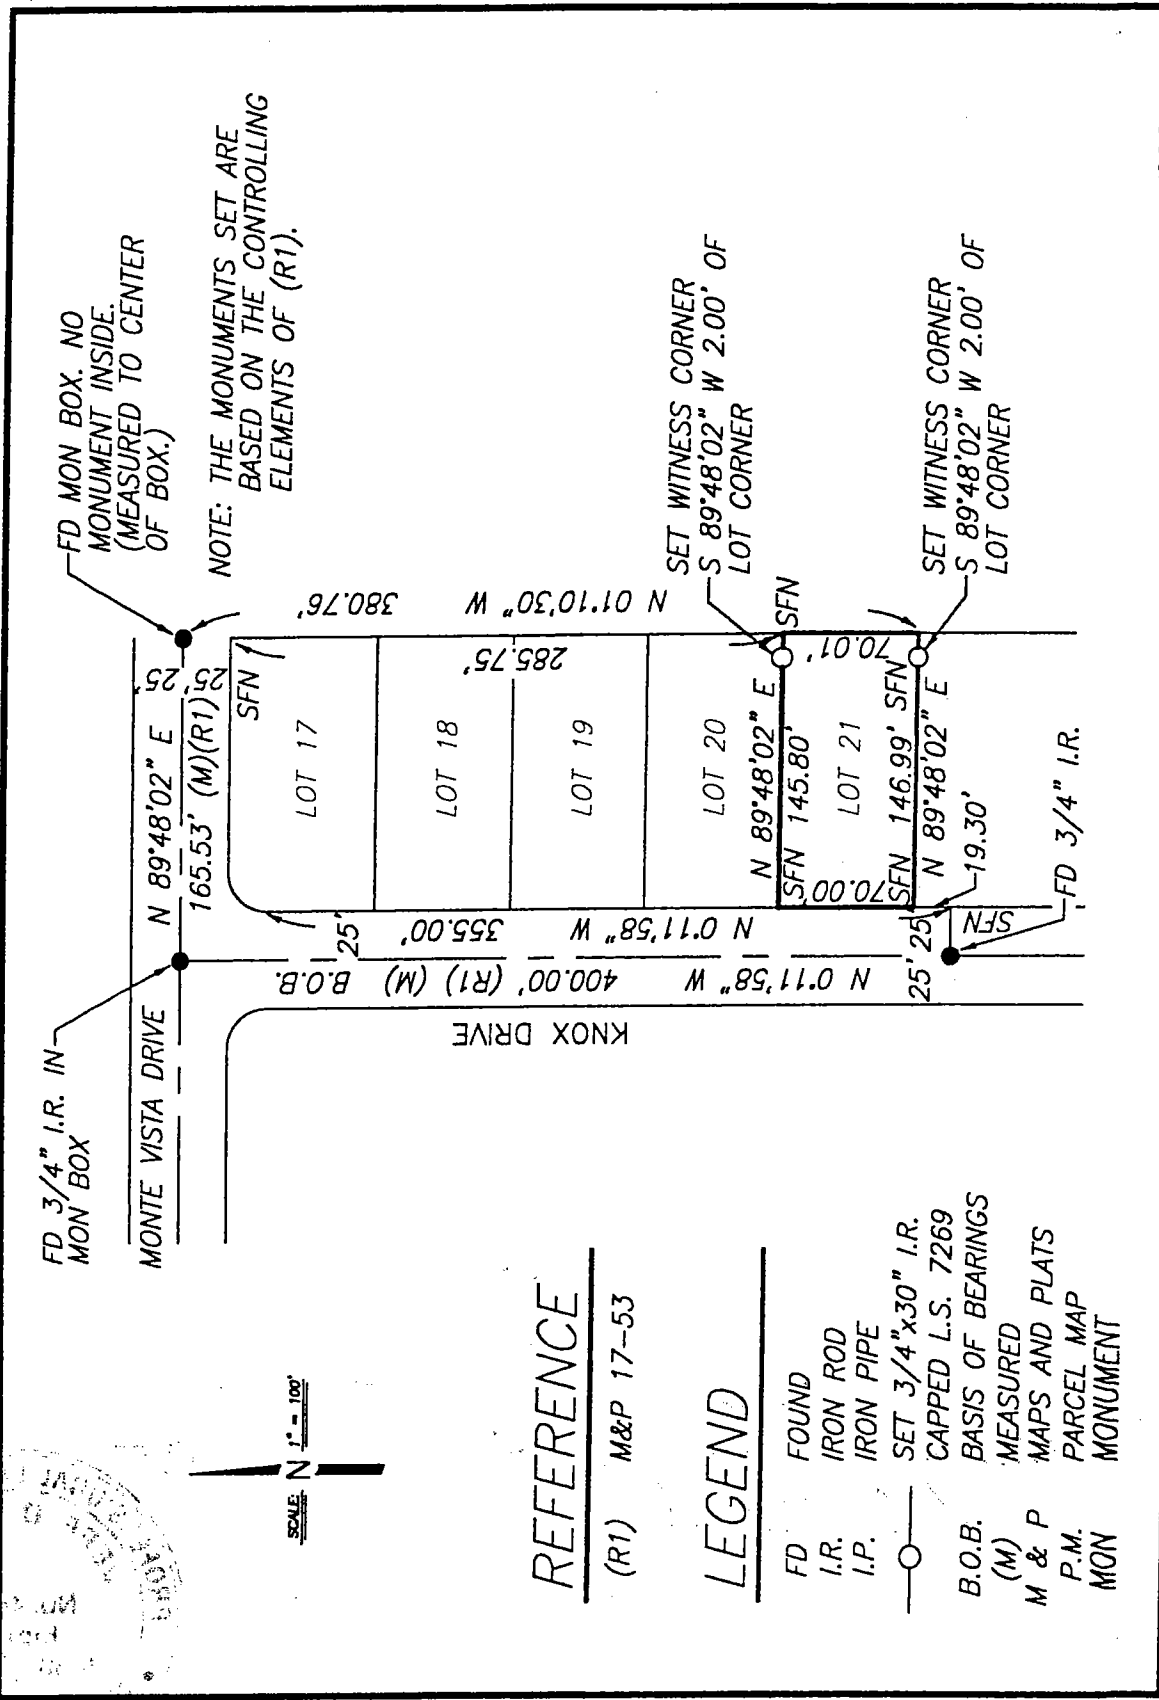 FD 3/4" I.R. IN
MON BOX
FD MON BOX. NO
MONUMENT INSIDE.
(MEASURED TO CENTER
OF BOX.)
MONTE VISTA DRIVE
N 89°48'02" E
165.53' (M)(R1)
25'
25'
NOTE: THE MONUMENTS SET ARE
BASED ON THE CONTROLLING
ELEMENTS OF (R1).
SCALE: 1" = 100'
N
SFN
LOT 17
LOT 18
LOT 19
LOT 20
LOT 21
N 01°10'30" W 380.76'
285.75'
25'
N 0°11'58" W 355.00'
N 0°11'58" W 400.00' (R1) (M) B.O.B.
KNOX DRIVE
SET WITNESS CORNER
S 89°48'02" W 2.00' OF
LOT CORNER
N 89°48'02" E
SFN
SFN 145.80'
70.00'
70.01'
SFN 146.99' SFN
N 89°48'02" E
SET WITNESS CORNER
S 89°48'02" W 2.00' OF
LOT CORNER
25' 25'
19.30'
SFN
FD 3/4" I.R.
REFERENCE
(R1) M&P 17-53
LEGEND
FD FOUND
I.R. IRON ROD
I.P. IRON PIPE
SET 3/4"x30" I.R.
CAPPED L.S. 7269
B.O.B. BASIS OF BEARINGS
(M) MEASURED
M & P MAPS AND PLATS
P.M. PARCEL MAP
MON MONUMENT